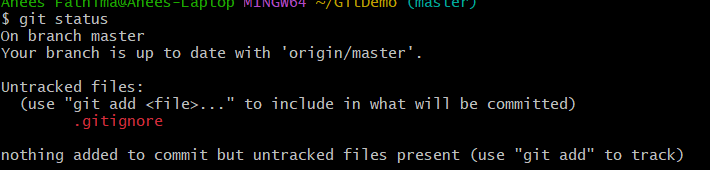 Anees Fathima@Anees-Laptop MINGW64 ~/GitDemo (master)
$ git status
On branch master
Your branch is up to date with 'origin/master'.
Untracked files:
(use "git add <file>..." to include in what will be committed)
.gitignore
nothing added to commit but untracked files present (use "git add" to track)